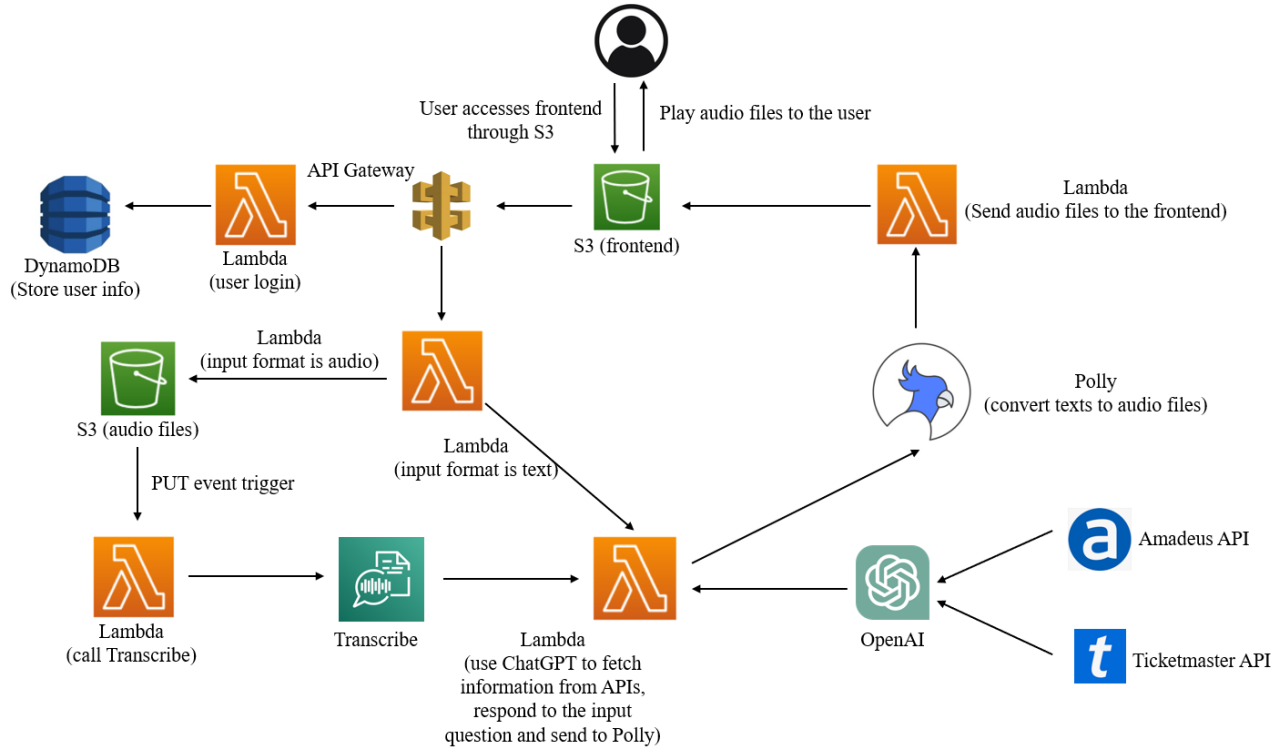 User accesses frontend
through S3
Play audio files to the user
API Gateway
Lambda
(Send audio files to the frontend)
S3 (frontend)
DynamoDB
(Store user info)
Lambda
(user login)
Lambda
(input format is audio)
S3 (audio files)
Lambda
(input format is text)
Polly
(convert texts to audio files)
PUT event trigger
a
Amadeus API
Lambda
(call Transcribe)
Transcribe
Lambda
(use ChatGPT to fetch
information from APIs,
respond to the input
question and send to Polly)
OpenAI
t
Ticketmaster API